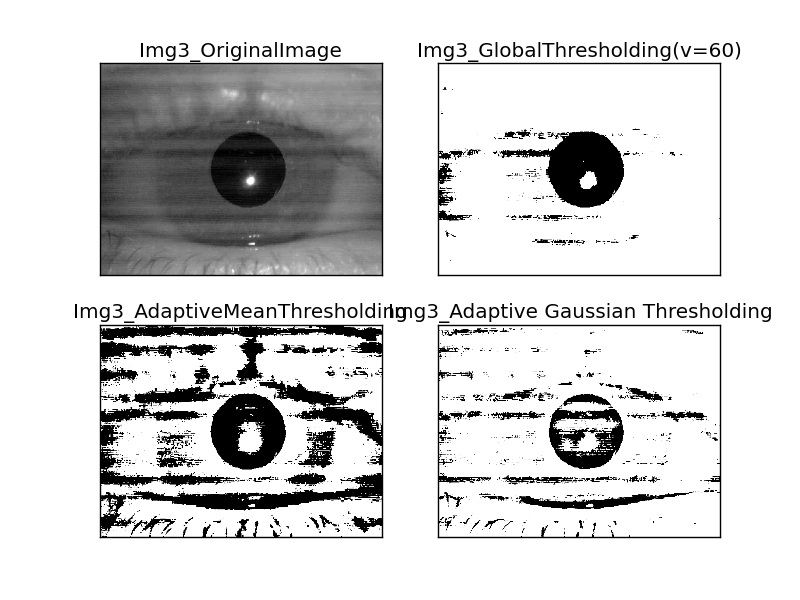 Img3_OriginalImage
Img3_GlobalThresholding(v=60)
Img3_AdaptiveMeanThresholding
Img3_Adaptive Gaussian Thresholding